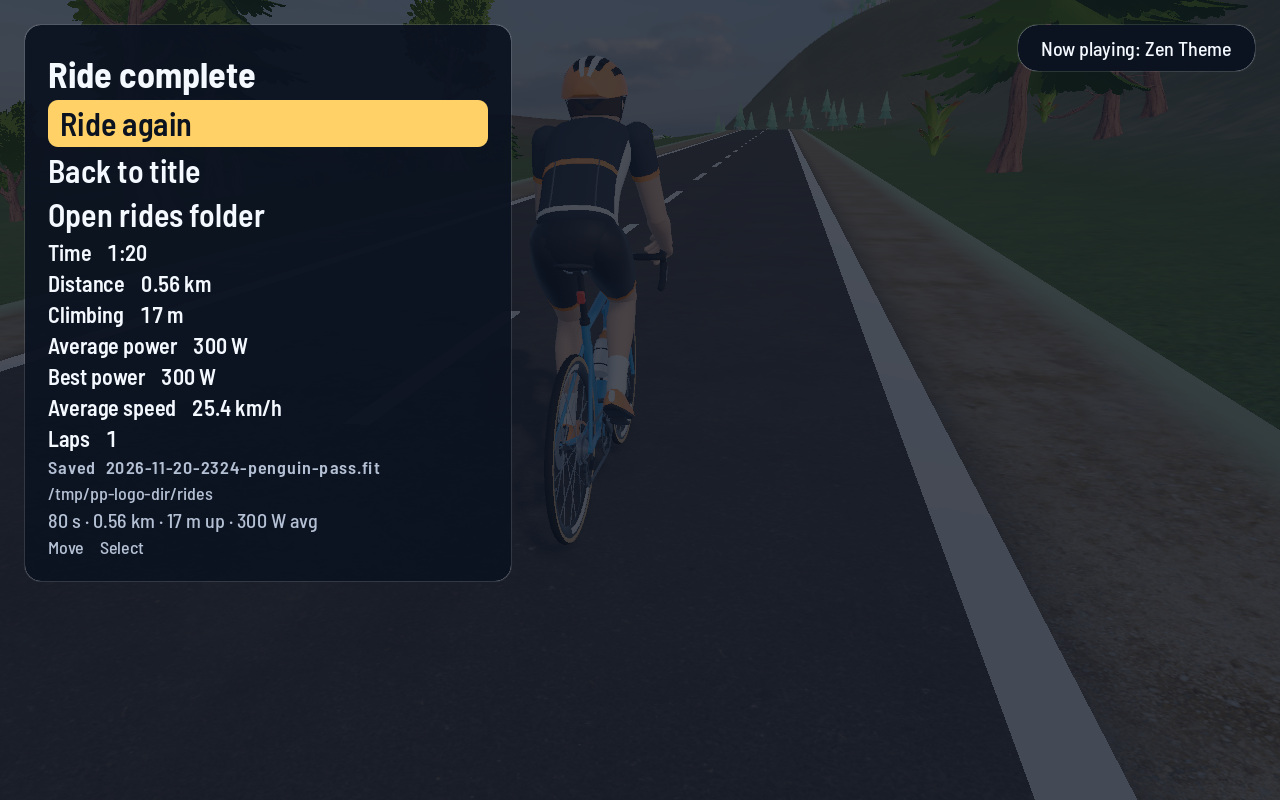 Ride complete
Ride again
Back to title
Open rides folder
Time 1:20
Distance 0.56 km
Climbing 17 m
Average power 300 W
Best power 300 W
Average speed 25.4 km/h
Laps 1
Saved 2026-11-20-2324-penguin-pass.fit
/tmp/pp-logo-dir/rides
80 s · 0.56 km · 17 m up · 300 W avg
Move Select
Now playing: Zen Theme